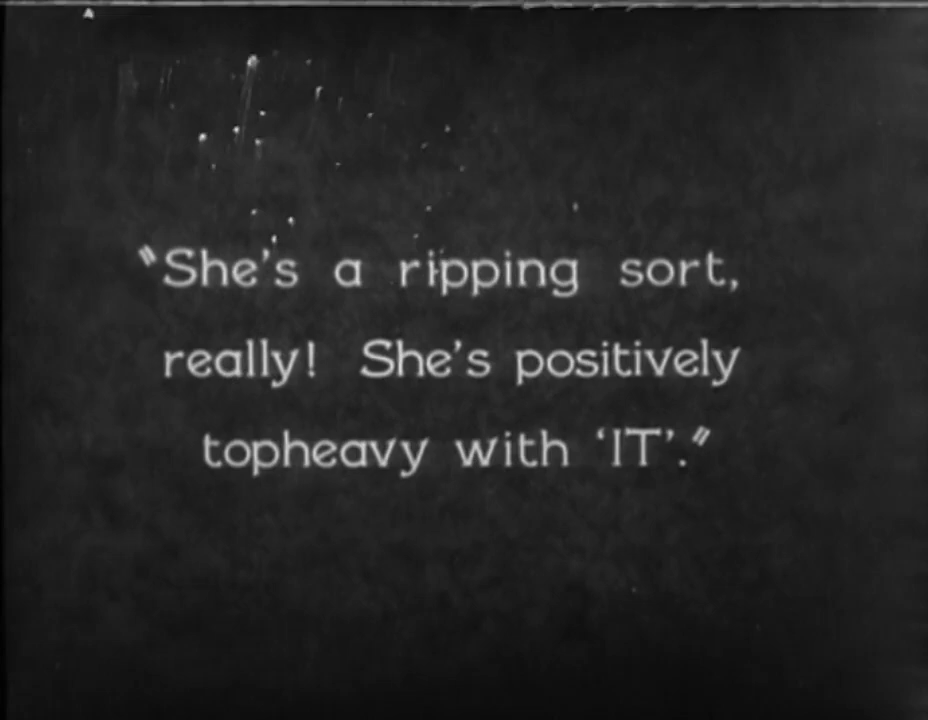 "She's a ripping sort,
really! She's positively
topheavy with 'IT'."